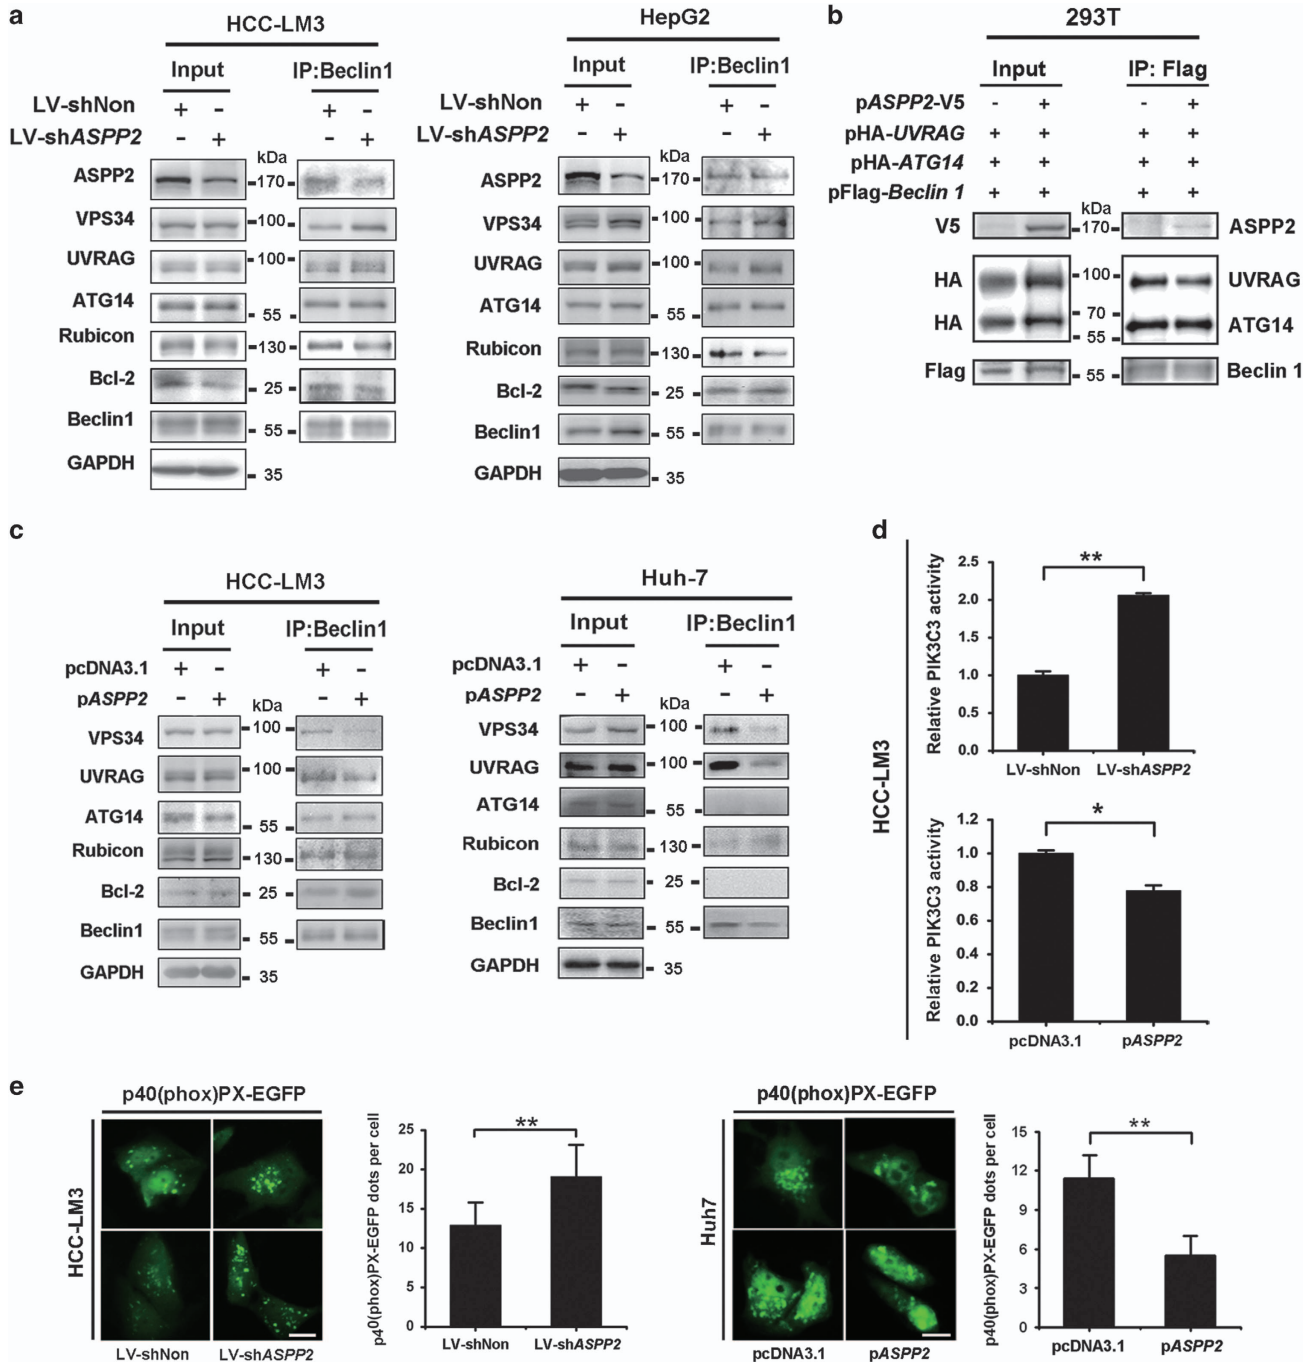 a
HCC-LM3
Input IP:Beclin1
LV-shNon + - + -
LV-shASPP2 - + - +
kDa
ASPP2 170
VPS34 100
UVRAG 100
ATG14 55
Rubicon 130
Bcl-2 25
Beclin1 55
GAPDH 35
HepG2
Input IP:Beclin1
LV-shNon + - + -
LV-shASPP2 - + - +
kDa
ASPP2 170
VPS34 100
UVRAG 100
ATG14 55
Rubicon 130
Bcl-2 25
Beclin1 55
GAPDH 35
b
293T
Input IP: Flag
pASPP2-V5 - + - +
pHA-UVRAG + + + +
pHA-ATG14 + + + +
pFlag-Beclin 1 + + + +
kDa
V5 170 ASPP2
HA 100 UVRAG
70
HA 55 ATG14
Flag 55 Beclin 1
c
HCC-LM3
Input IP:Beclin1
pcDNA3.1 + - + -
pASPP2 - + - +
kDa
VPS34 100
UVRAG 100
ATG14 55
Rubicon 130
Bcl-2 25
Beclin1 55
GAPDH 35
Huh-7
Input IP:Beclin1
pcDNA3.1 + - + -
pASPP2 - + - +
kDa
VPS34 100
UVRAG 100
ATG14 55
Rubicon 130
Bcl-2 25
Beclin1 55
GAPDH 35
d
HCC-LM3
Relative PIK3C3 activity
2.5
2.0
1.5
1.0
0.5
0.0
**
LV-shNon LV-shASPP2
Relative PIK3C3 activity
1.2
1.0
0.8
0.6
0.4
0.2
0.0
*
pcDNA3.1 pASPP2
e
p40(phox)PX-EGFP
HCC-LM3
LV-shNon LV-shASPP2
p40(phox)PX-EGFP dots per cell
25
20
15
10
5
0
**
LV-shNon LV-shASPP2
p40(phox)PX-EGFP
Huh7
pcDNA3.1 pASPP2
p40(phox)PX-EGFP dots per cell
15
12
9
6
3
0
**
pcDNA3.1 pASPP2